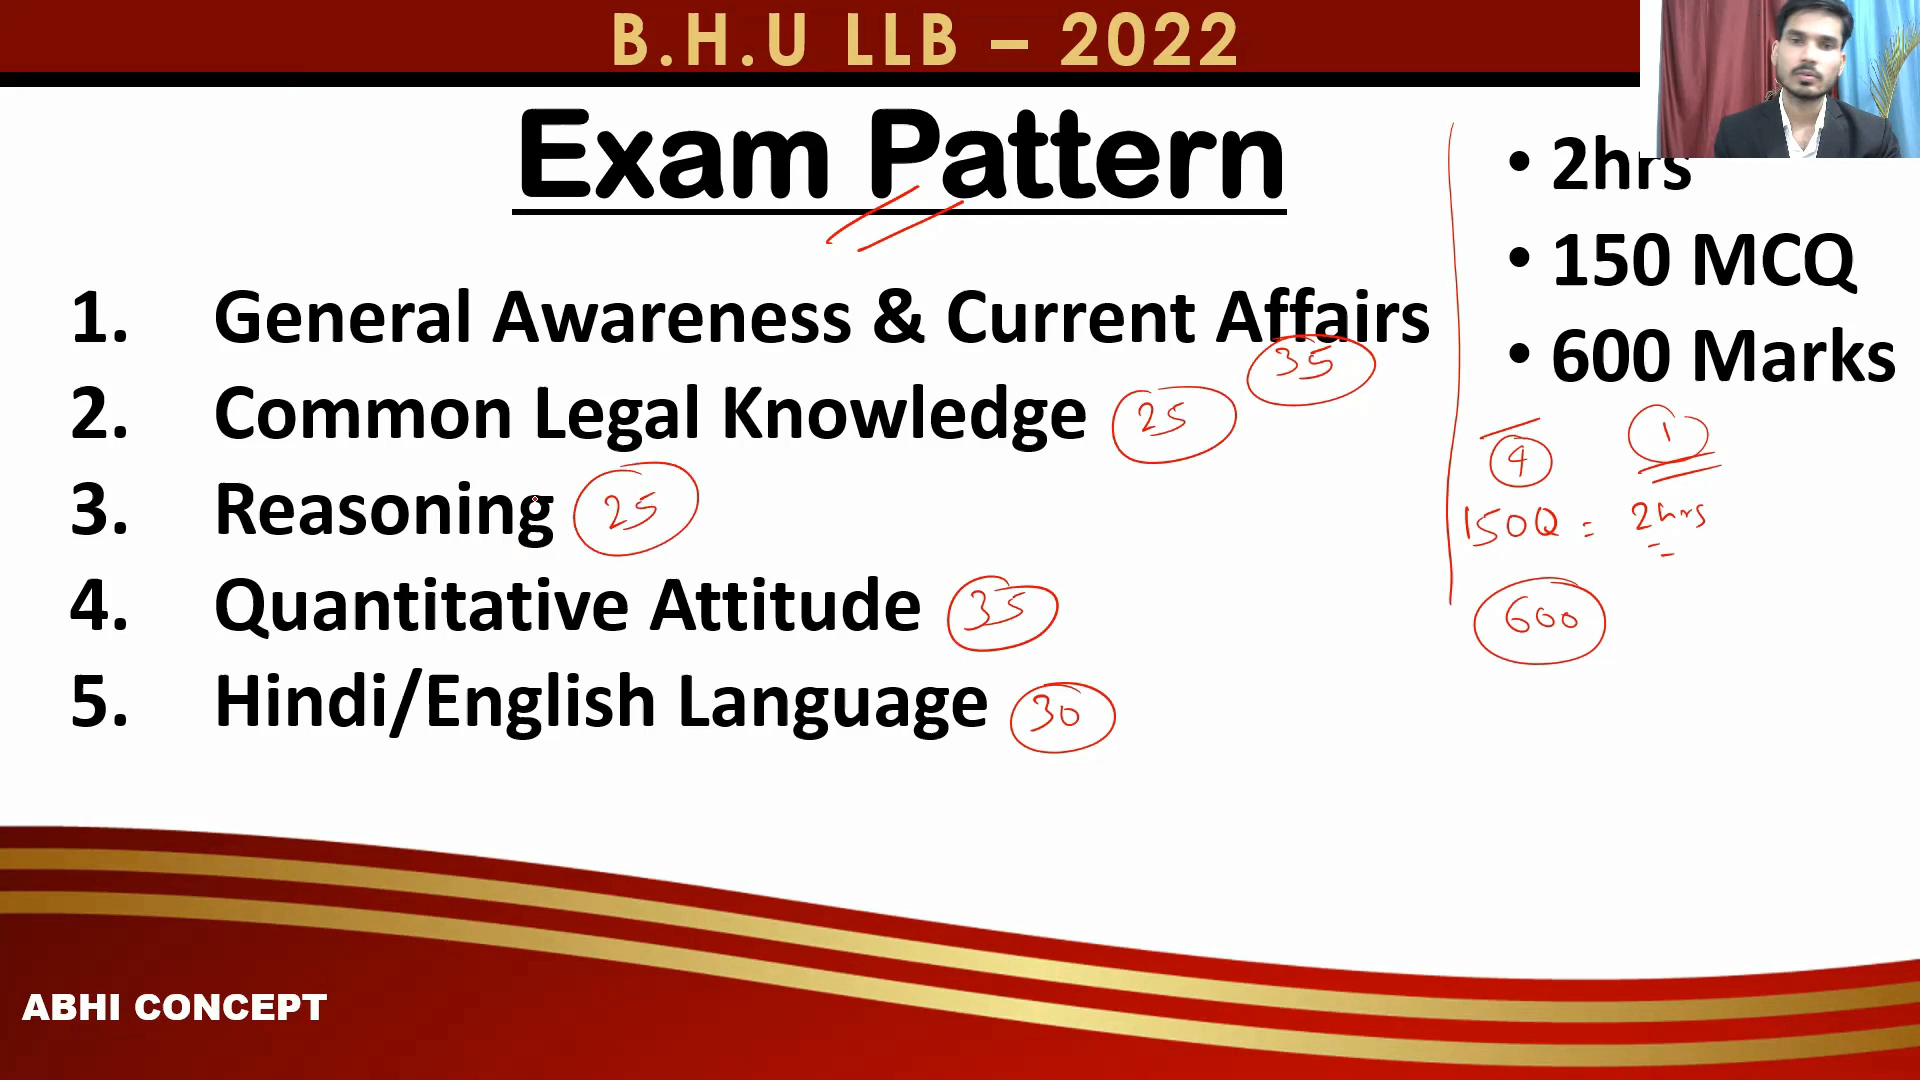 B.H.U LLB – 2022
Exam Pattern
1. General Awareness & Current Affairs
35
2. Common Legal Knowledge 25
3. Reasoning 25
4. Quantitative Attitude 35
5. Hindi/English Language 30
• 2hrs
• 150 MCQ
• 600 Marks
4 1
150Q = 2hrs
600
ABHI CONCEPT